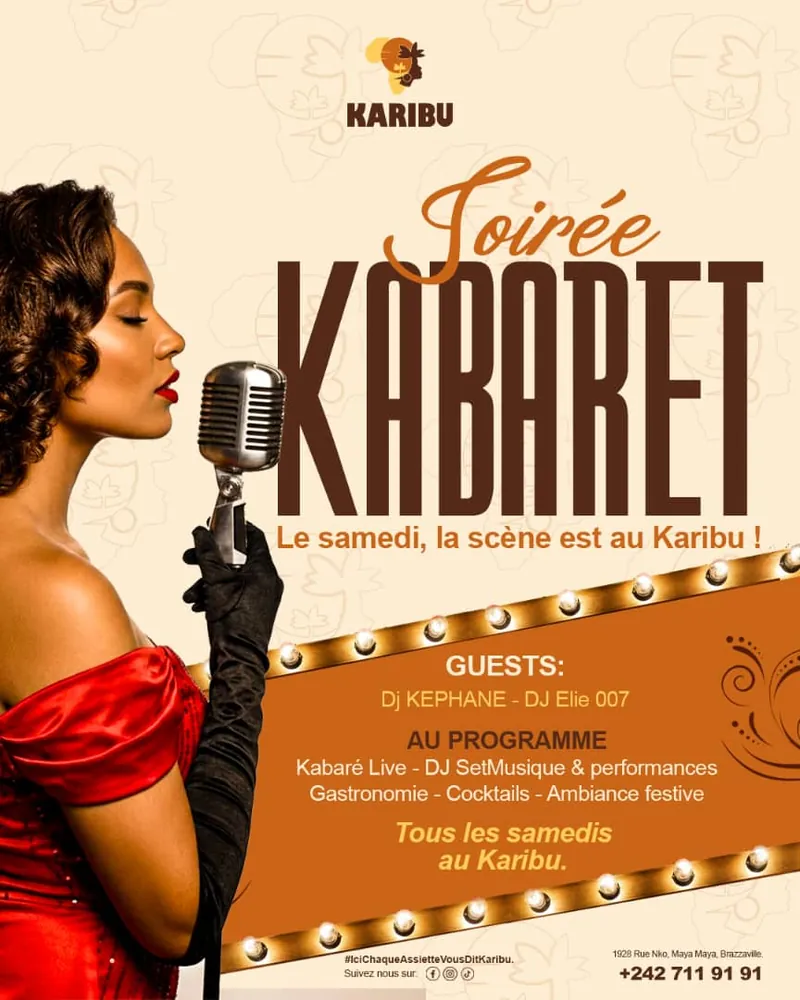 KARIBU
Soirée
KABARET
Le samedi, la scène est au Karibu !
GUESTS:
Dj KEPHANE - DJ Elie 007
AU PROGRAMME
Kabaré Live - DJ SetMusique & performances
Gastronomie - Cocktails - Ambiance festive
Tous les samedis
au Karibu.
#IciChaqueAssietteVousDitKaribu.
Suivez nous sur:
1928 Rue Nko, Maya Maya, Brazzaville.
+242 711 91 91